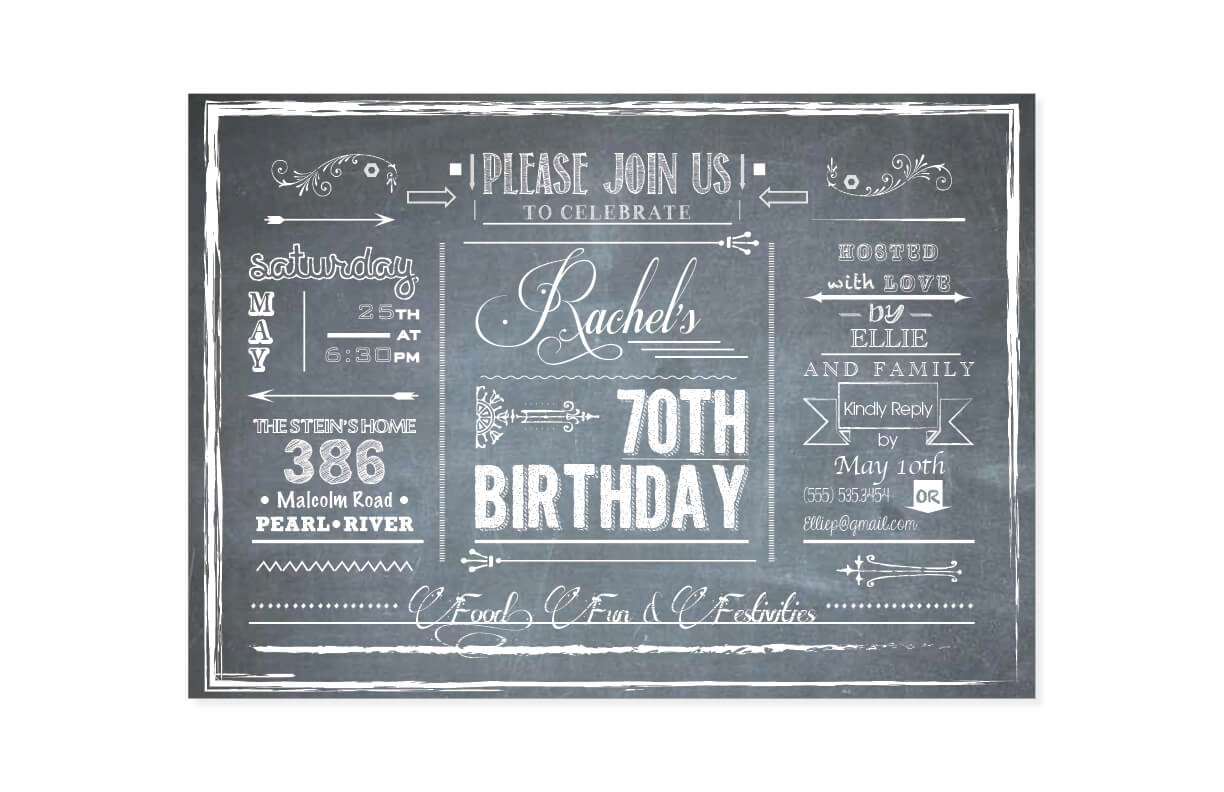 PLEASE JOIN US
TO CELEBRATE
Rachel's
70TH
BIRTHDAY
saturday,
MAY
25TH
AT
6:30PM
THE STEIN'S HOME
386
• Malcolm Road •
PEARL•RIVER
HOSTED
with LOVE
by
ELLIE
AND FAMILY
Kindly Reply
by
May 10th
(555) 535.3454 OR
Elliep@gmail.com
Food Fun & Festivities